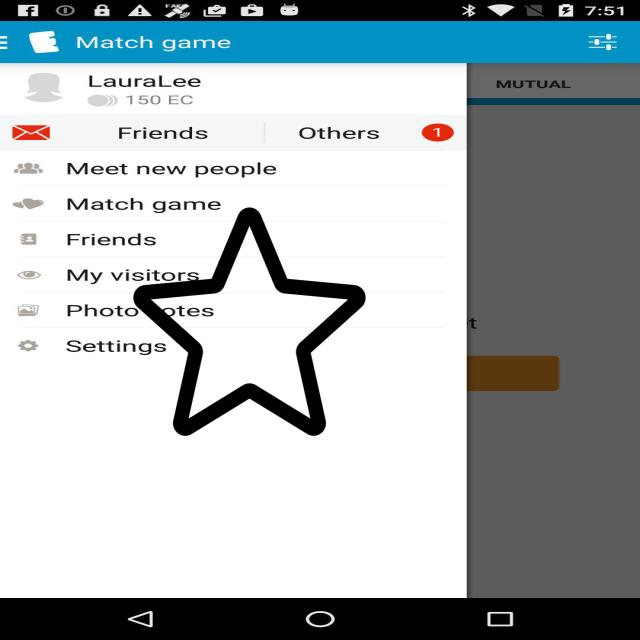 7:51
Match game
LauraLee
MUTUAL
150 EC
Friends Others 1
Meet new people
Match game
Friends
My visitors
Photo otes
Settings